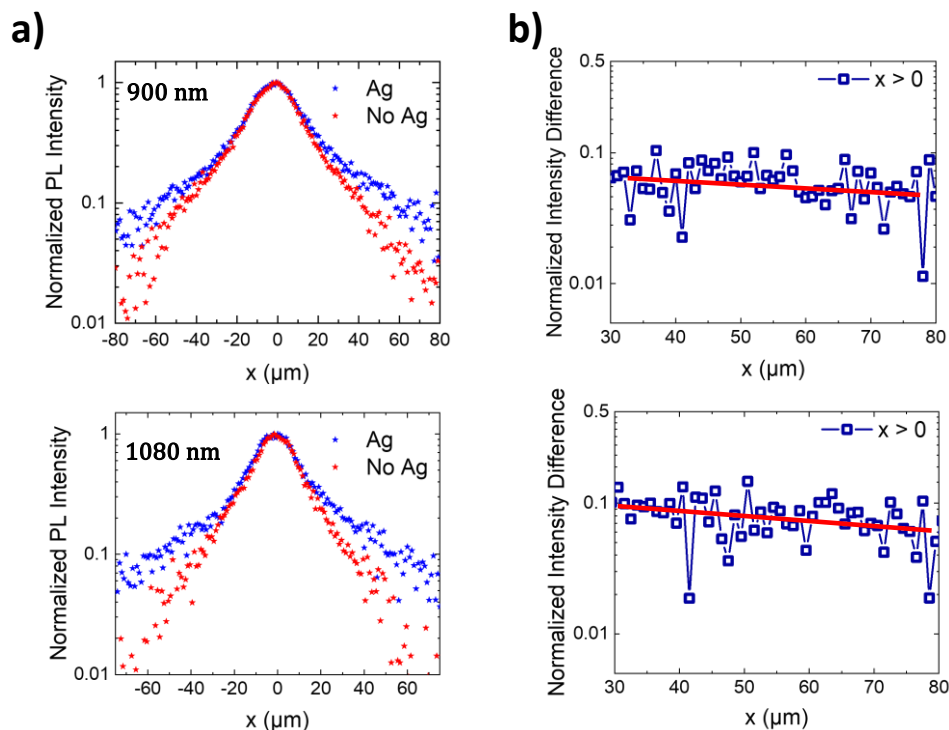 a)
Normalized PL Intensity
1
0.1
0.01
900 nm
Ag
No Ag
-80 -60 -40 -20 0 20 40 60 80
x (μm)
Normalized PL Intensity
1
0.1
0.01
1080 nm
Ag
No Ag
-60 -40 -20 0 20 40 60
x (μm)
b)
Normalized Intensity Difference
0.5
0.1
0.01
x > 0
30 40 50 60 70 80
x (μm)
Normalized Intensity Difference
0.5
0.1
0.01
x > 0
30 40 50 60 70 80
x (μm)